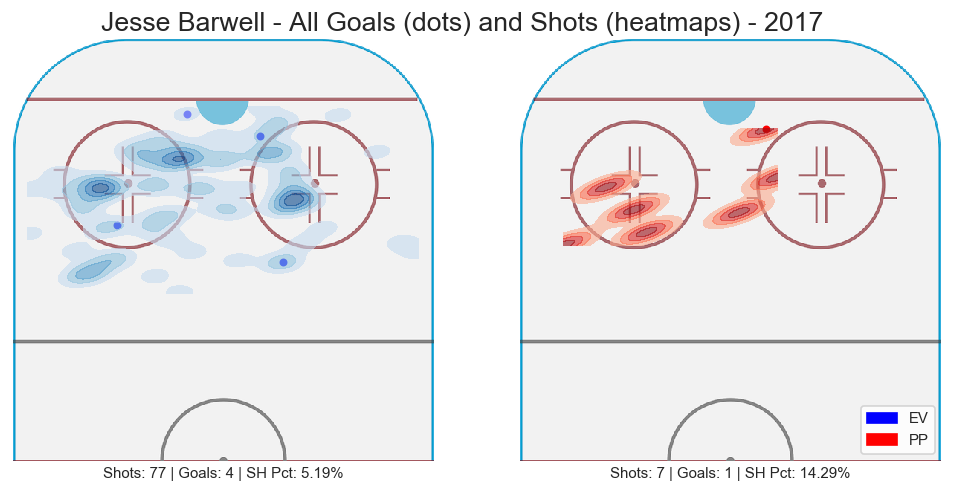 Jesse Barwell - All Goals (dots) and Shots (heatmaps) - 2017
EV
PP
Shots: 77 | Goals: 4 | SH Pct: 5.19%
Shots: 7 | Goals: 1 | SH Pct: 14.29%